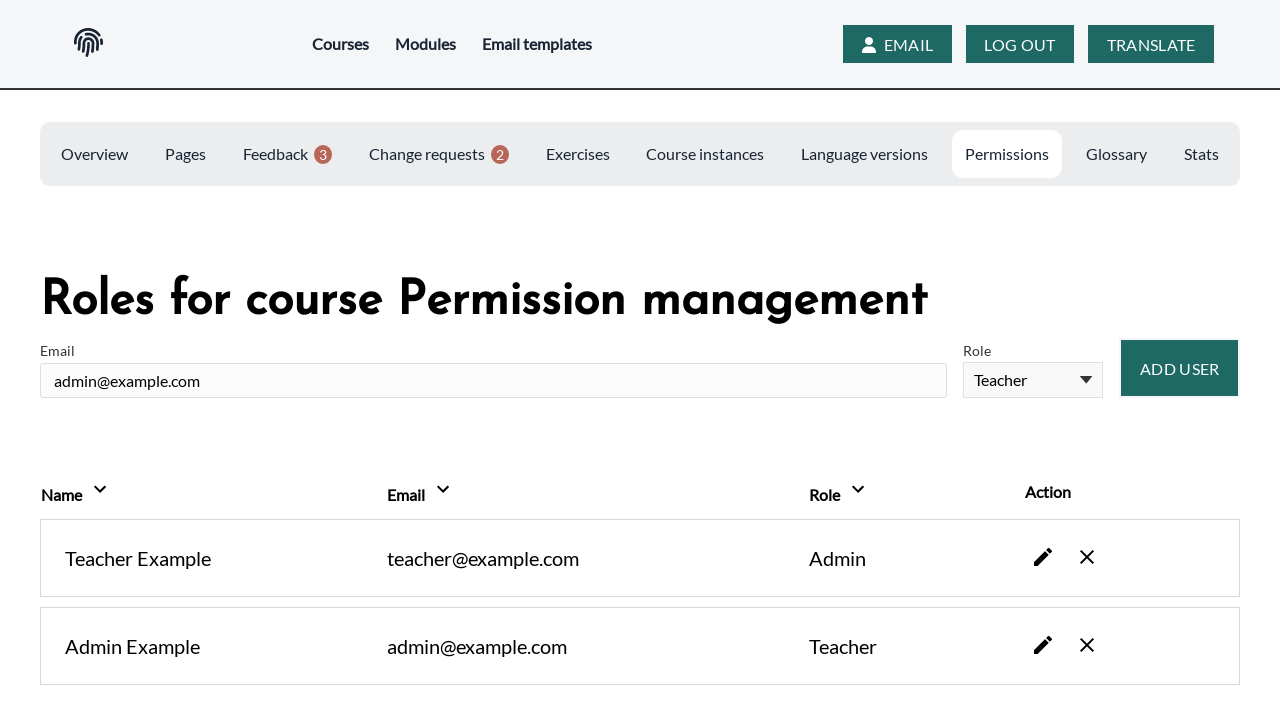 Courses Modules Email templates EMAIL LOG OUT TRANSLATE
Overview Pages Feedback 3 Change requests 2 Exercises Course instances Language versions Permissions Glossary Stats
Roles for course Permission management
Email Role
admin@example.com Teacher ADD USER
Name Email Role Action
Teacher Example teacher@example.com Admin
Admin Example admin@example.com Teacher